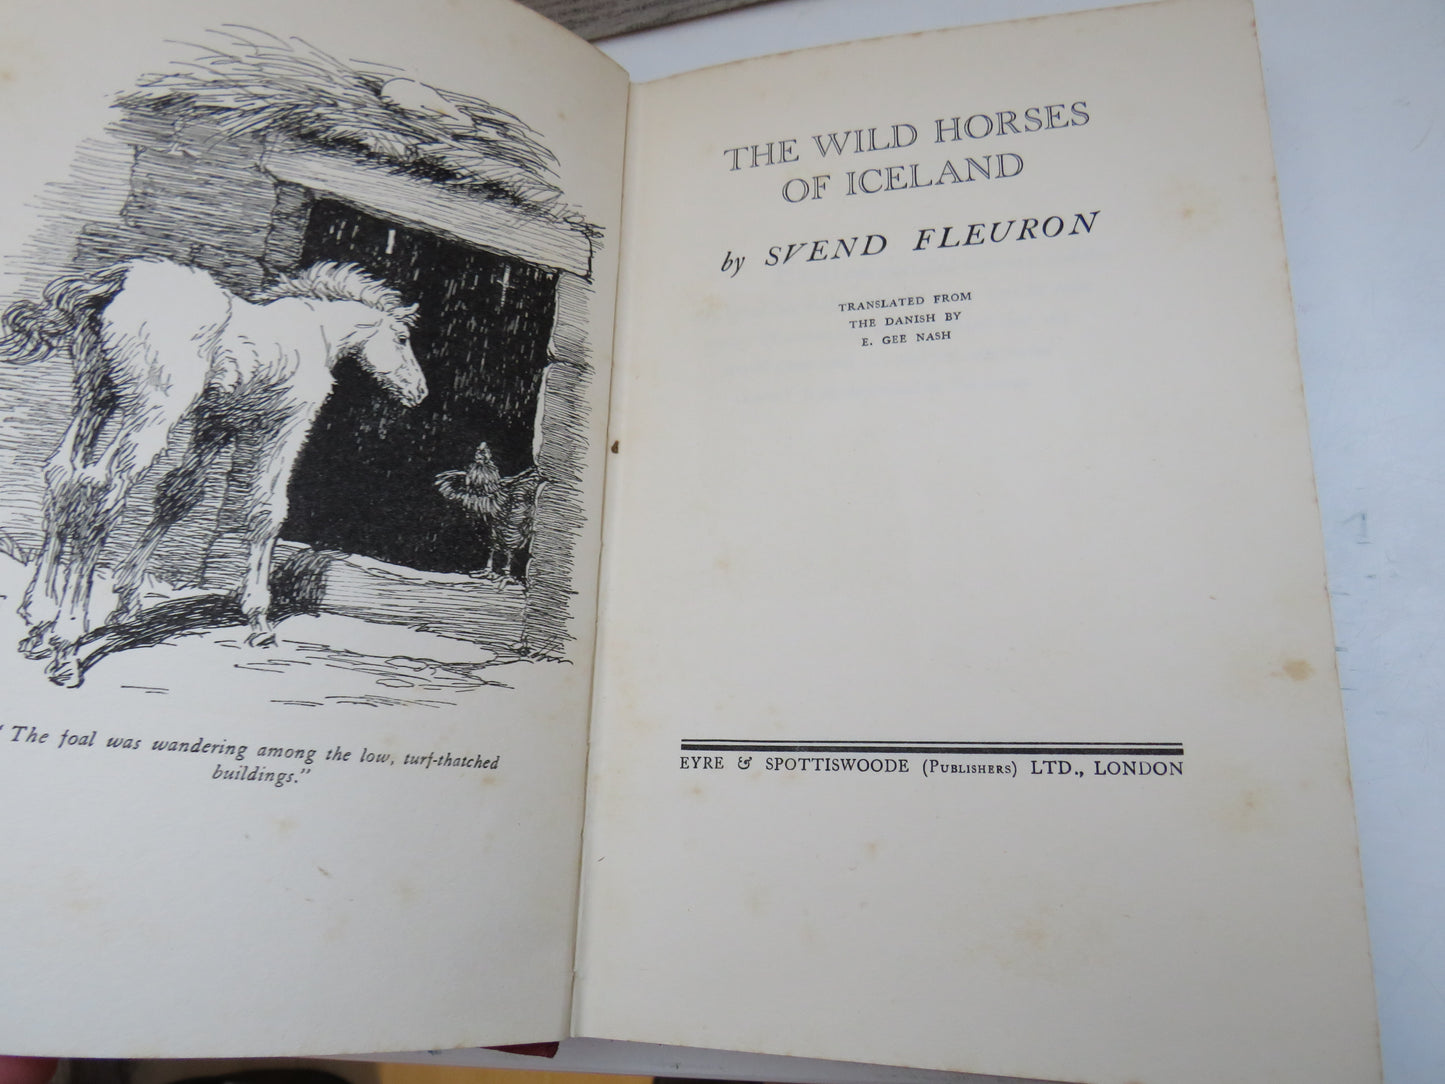 " The foal was wandering among the low, turf-thatched
buildings."
THE WILD HORSES
OF ICELAND
by SVEND FLEURON
TRANSLATED FROM
THE DANISH BY
E. GEE NASH
EYRE & SPOTTISWOODE (PUBLISHERS) LTD., LONDON